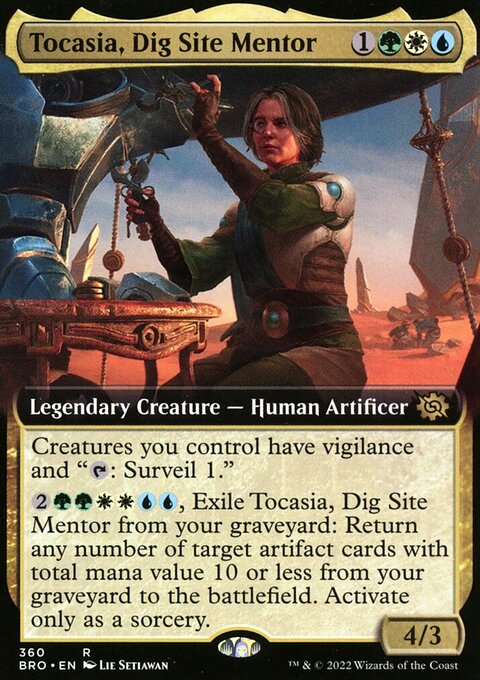 Tocasia, Dig Site Mentor 1
Legendary Creature — Human Artificer
Creatures you control have vigilance
and “: Surveil 1.”
2, Exile Tocasia, Dig Site
Mentor from your graveyard: Return
any number of target artifact cards with
total mana value 10 or less from your
graveyard to the battlefield. Activate
only as a sorcery.
4/3
360 R
BRO • EN Lie Setiawan
™ & © 2022 Wizards of the Coast